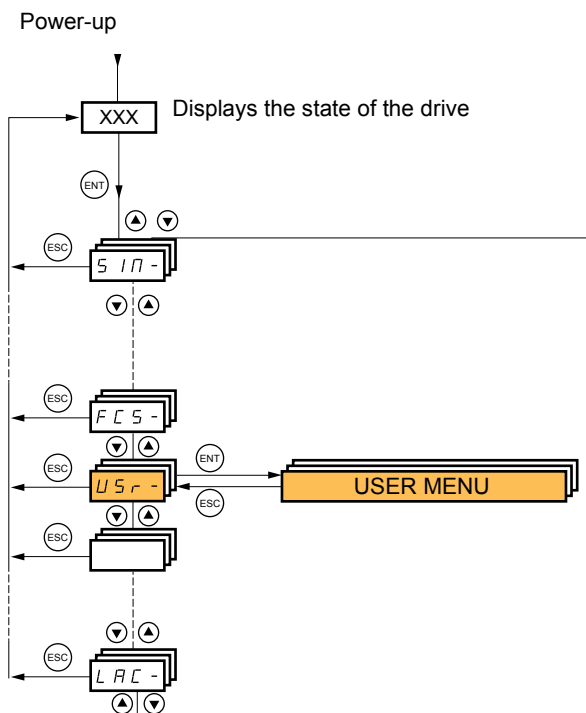 Power-up
XXX
Displays the state of the drive
ENT
ESC
SIM-
ESC
FCS-
ESC
USr-
ENT
ESC
USER MENU
ESC
ESC
LAC-